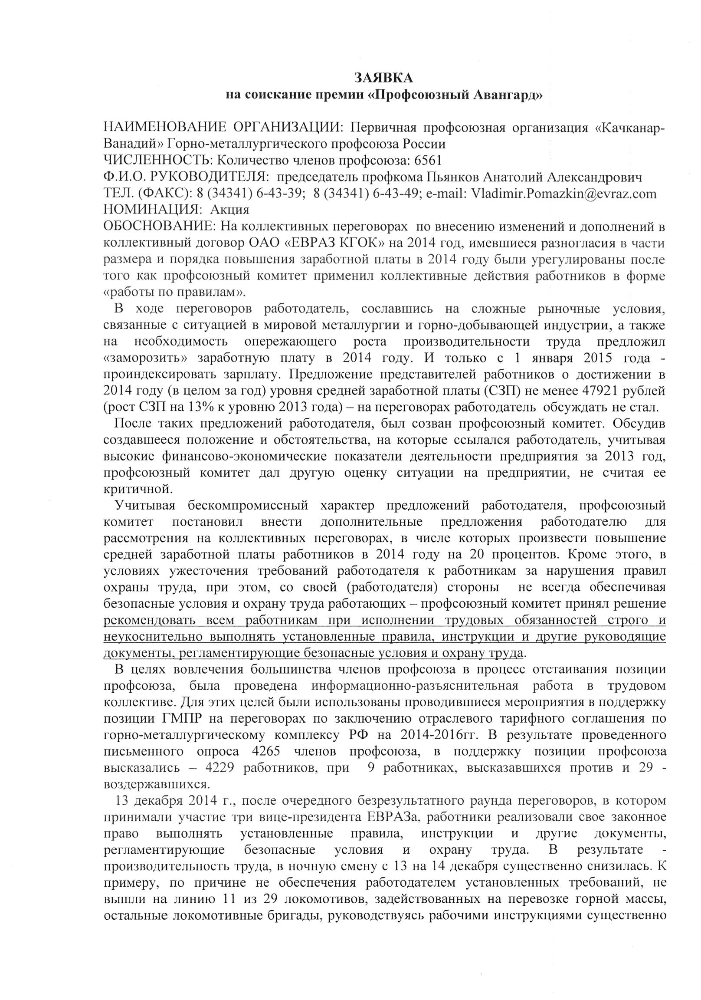 ЗАЯВКА
на соискание премии «Профсоюзный Авангард»
НАИМЕНОВАНИЕ ОРГАНИЗАЦИИ: Первичная профсоюзная организация «Качканар-
Ванадий» Горно-металлургического профсоюза России
ЧИСЛЕННОСТЬ: Количество членов профсоюза: 6561
Ф.И.О. РУКОВОДИТЕЛЯ: председатель профкома Пьянков Анатолий Александрович
ТЕЛ. (ФАКС): 8 (34341) 6-43-39; 8 (34341) 6-43-49; e-mail: Vladimir.Pomazkin@evraz.com
НОМИНАЦИЯ: Акция
ОБОСНОВАНИЕ: На коллективных переговорах по внесению изменений и дополнений в
коллективный договор ОАО «ЕВРАЗ КГОК» на 2014 год, имевшиеся разногласия в части
размера и порядка повышения заработной платы в 2014 году были урегулированы после
того как профсоюзный комитет применил коллективные действия работников в форме
«работы по правилам».
В ходе переговоров работодатель, сославшись на сложные рыночные условия,
связанные с ситуацией в мировой металлургии и горно-добывающей индустрии, а также
на необходимость опережающего роста производительности труда предложил
«заморозить» заработную плату в 2014 году. И только с 1 января 2015 года -
проиндексировать зарплату. Предложение представителей работников о достижении в
2014 году (в целом за год) уровня средней заработной платы (СЗП) не менее 47921 рублей
(рост СЗП на 13% к уровню 2013 года) – на переговорах работодатель обсуждать не стал.
После таких предложений работодателя, был созван профсоюзный комитет. Обсудив
создавшееся положение и обстоятельства, на которые ссылался работодатель, учитывая
высокие финансово-экономические показатели деятельности предприятия за 2013 год,
профсоюзный комитет дал другую оценку ситуации на предприятии, не считая ее
критичной.
Учитывая бескомпромиссный характер предложений работодателя, профсоюзный
комитет постановил внести дополнительные предложения работодателю для
рассмотрения на коллективных переговорах, в числе которых произвести повышение
средней заработной платы работников в 2014 году на 20 процентов. Кроме этого, в
условиях ужесточения требований работодателя к работникам за нарушения правил
охраны труда, при этом, со своей (работодателя) стороны не всегда обеспечивая
безопасные условия и охрану труда работающих – профсоюзный комитет принял решение
рекомендовать всем работникам при исполнении трудовых обязанностей строго и
неукоснительно выполнять установленные правила, инструкции и другие руководящие
документы, регламентирующие безопасные условия и охрану труда.
В целях вовлечения большинства членов профсоюза в процесс отстаивания позиции
профсоюза, была проведена информационно-разъяснительная работа в трудовом
коллективе. Для этих целей были использованы проводившиеся мероприятия в поддержку
позиции ГМПР на переговорах по заключению отраслевого тарифного соглашения по
горно-металлургическому комплексу РФ на 2014-2016гг. В результате проведенного
письменного опроса 4265 членов профсоюза, в поддержку позиции профсоюза
высказались – 4229 работников, при 9 работниках, высказавшихся против и 29 -
воздержавшихся.
13 декабря 2014 г., после очередного безрезультатного раунда переговоров, в котором
принимали участие три вице-президента ЕВРАЗа, работники реализовали свое законное
право выполнять установленные правила, инструкции и другие документы,
регламентирующие безопасные условия и охрану труда. В результате -
производительность труда, в ночную смену с 13 на 14 декабря существенно снизилась. К
примеру, по причине не обеспечения работодателем установленных требований, не
вышли на линию 11 из 29 локомотивов, задействованных на перевозке горной массы,
остальные локомотивные бригады, руководствуясь рабочими инструкциями существенно